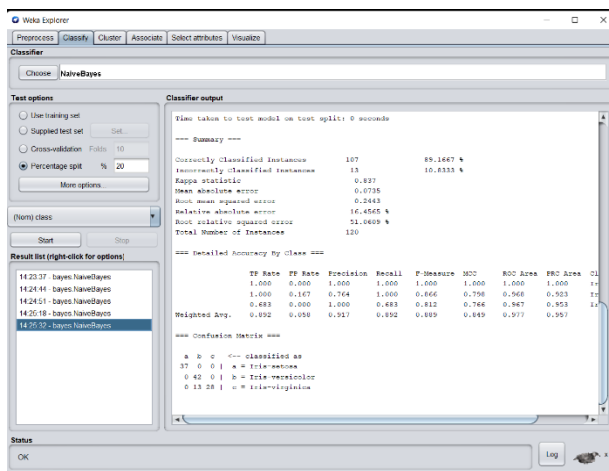 Weka Explorer
Preprocess Classify Cluster Associate Select attributes Visualize
Classifier
Choose NaiveBayes
Test options
Use training set
Supplied test set Set...
Cross-validation Folds 10
Percentage split % 20
More options...
(Nom) class
Start Stop
Result list (right-click for options)
14:23:37 - bayes.NaiveBayes
14:24:44 - bayes.NaiveBayes
14:24:51 - bayes.NaiveBayes
14:25:18 - bayes.NaiveBayes
14:25:32 - bayes.NaiveBayes
Classifier output
Time taken to test model on test split: 0 seconds
=== Summary ===
Correctly Classified Instances 107 89.1667 %
Incorrectly Classified Instances 13 10.8333 %
Kappa statistic 0.837
Mean absolute error 0.0735
Root mean squared error 0.2443
Relative absolute error 16.4565 %
Root relative squared error 51.0609 %
Total Number of Instances 120
=== Detailed Accuracy By Class ===
TP Rate FP Rate Precision Recall F-Measure MCC ROC Area PRC Area Cl
1.000 0.000 1.000 1.000 1.000 1.000 1.000 1.000 Ir
1.000 0.167 0.764 1.000 0.866 0.798 0.968 0.923 Ir
0.683 0.000 1.000 0.683 0.812 0.766 0.967 0.953 Ir
Weighted Avg. 0.892 0.058 0.917 0.892 0.889 0.849 0.977 0.957
=== Confusion Matrix ===
a b c <-- classified as
37 0 0 | a = Iris-setosa
0 42 0 | b = Iris-versicolor
0 13 28 | c = Iris-virginica
Status
OK
Log
x